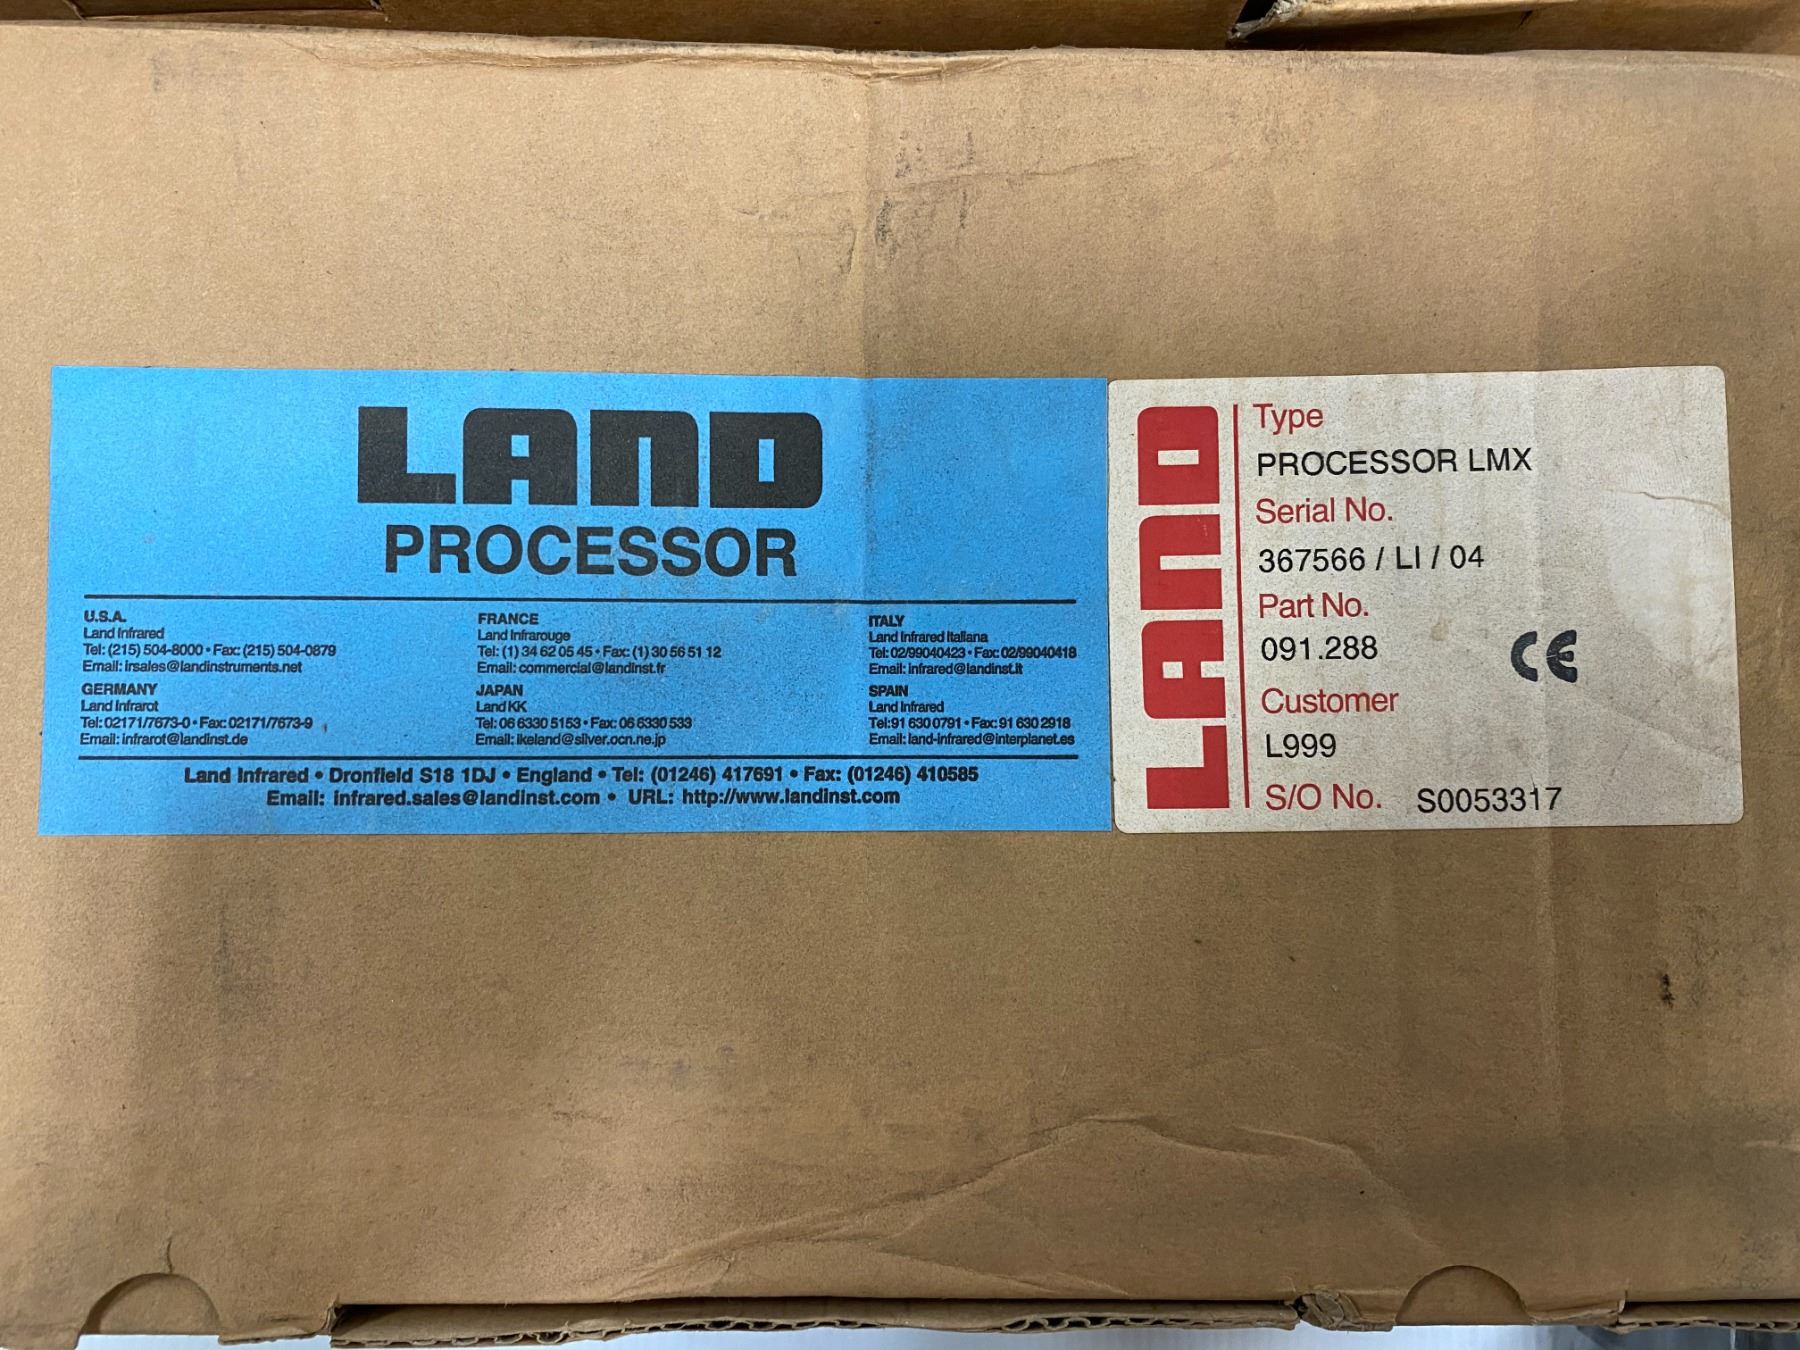 LAND
PROCESSOR
U.S.A.
Land Infrared
Tel: (215) 504-8000 • Fax: (215) 504-0879
Email: irsales@landinstruments.net
FRANCE
Land Infrarouge
Tel: (1) 34 62 05 45 • Fax: (1) 30 56 51 12
Email: commercial@landinst.fr
ITALY
Land Infrared Italiana
Tel: 02/99040423 • Fax: 02/99040418
Email: infrared@landinst.it
GERMANY
Land Infrarot
Tel: 02171/7673-0 • Fax: 02171/7673-9
Email: infrarot@landinst.de
JAPAN
Land KK
Tel: 06 6330 5153 • Fax: 06 6330 533
Email: ikeland@silver.ocn.ne.jp
SPAIN
Land Infrared
Tel: 91 630 0791 • Fax: 91 630 2918
Email: land-infrared@interplanet.es
Land Infrared • Dronfield S18 1DJ • England • Tel: (01246) 417691 • Fax: (01246) 410585
Email: infrared.sales@landinst.com • URL: http://www.landinst.com
LAND
Type
PROCESSOR LMX
Serial No.
367566 / LI / 04
Part No.
091.288
CE
Customer
L999
S/O No. S0053317